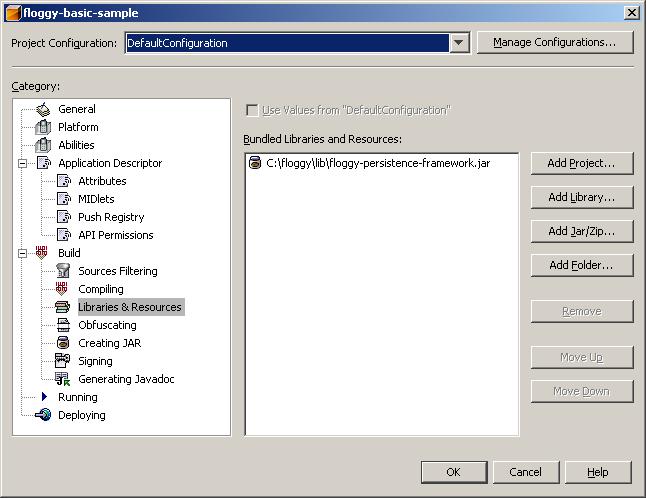 floggy-basic-sample
Project Configuration: DefaultConfiguration Manage Configurations...
Category:
General
Platform
Abilities
Application Descriptor
Attributes
MIDlets
Push Registry
API Permissions
Build
Sources Filtering
Compiling
Libraries & Resources
Obfuscating
Creating JAR
Signing
Generating Javadoc
Running
Deploying
Use Values from "DefaultConfiguration"
Bundled Libraries and Resources:
C:\floggy\lib\floggy-persistence-framework.jar
Add Project...
Add Library...
Add Jar/Zip...
Add Folder...
Remove
Move Up
Move Down
OK Cancel Help